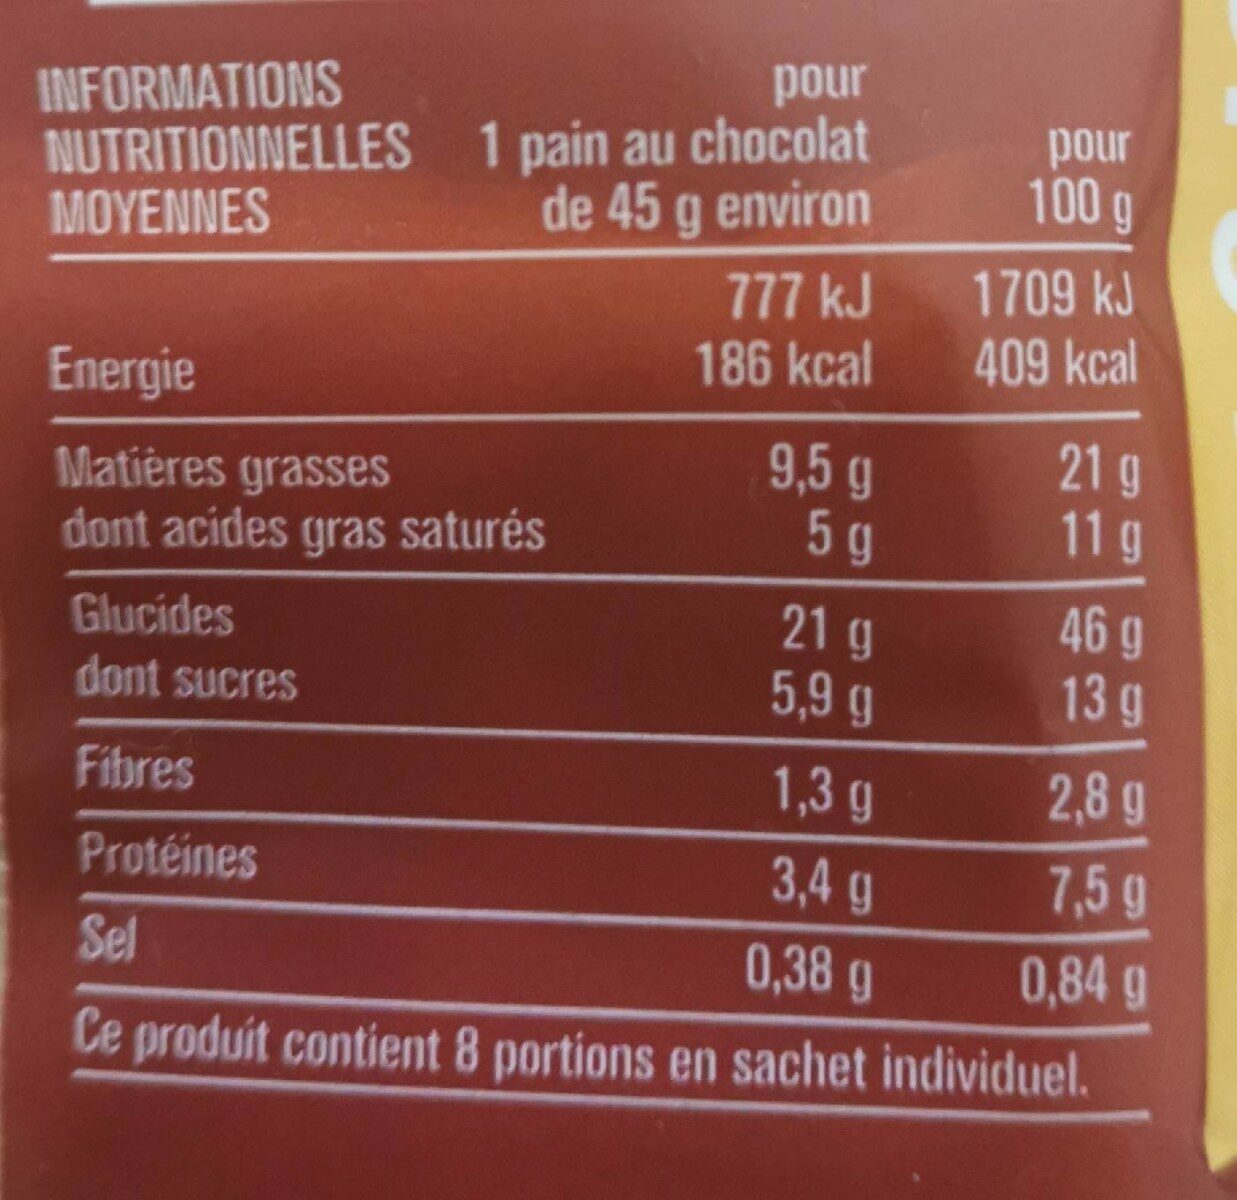 INFORMATIONS NUTRITIONNELLES MOYENNES
pour 1 pain au chocolat de 45 g environ
pour 100 g
Energie 777 kJ 1709 kJ
186 kcal 409 kcal
Matières grasses 9,5 g 21 g
dont acides gras saturés 5 g 11 g
Glucides 21 g 46 g
dont sucres 5,9 g 13 g
Fibres 1,3 g 2,8 g
Protéines 3,4 g 7,5 g
Sel 0,38 g 0,84 g
Ce produit contient 8 portions en sachet individuel.